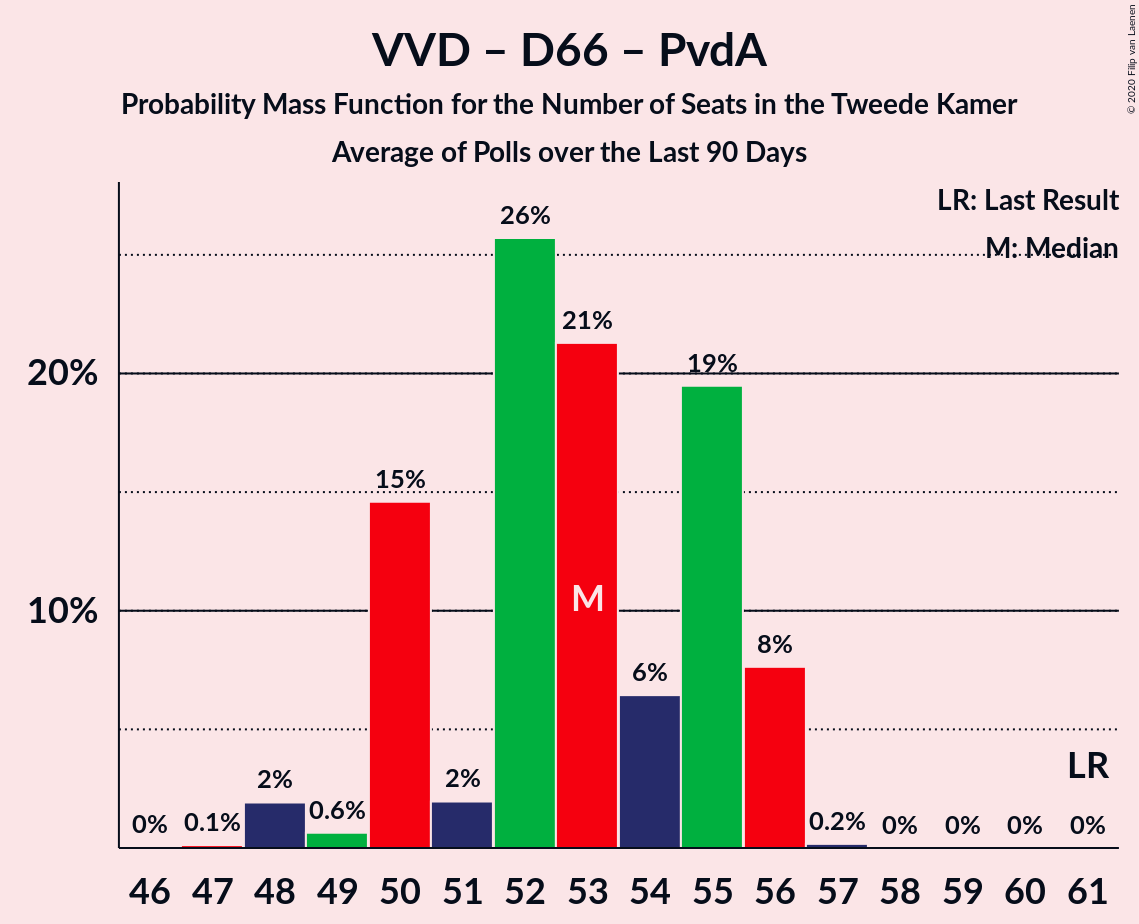 VVD – D66 – PvdA
Probability Mass Function for the Number of Seats in the Tweede Kamer
Average of Polls over the Last 90 Days
© 2020 Filip van Laenen
LR: Last Result
M: Median
20%
10%
0%
0.1%
2%
0.6%
15%
2%
26%
21%
M
6%
19%
8%
0.2%
0%
0%
0%
0%
LR
46 47 48 49 50 51 52 53 54 55 56 57 58 59 60 61